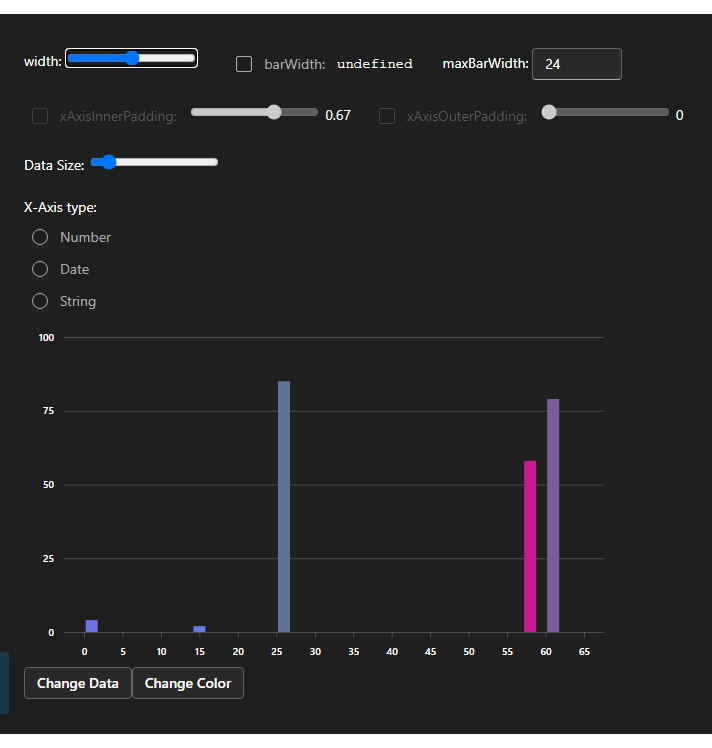 width: barWidth: undefined maxBarWidth: 24
xAxisInnerPadding: 0.67 xAxisOuterPadding: 0
Data Size:
X-Axis type:
Number
Date
String
100
75
50
25
0
0 5 10 15 20 25 30 35 40 45 50 55 60 65
Change Data Change Color